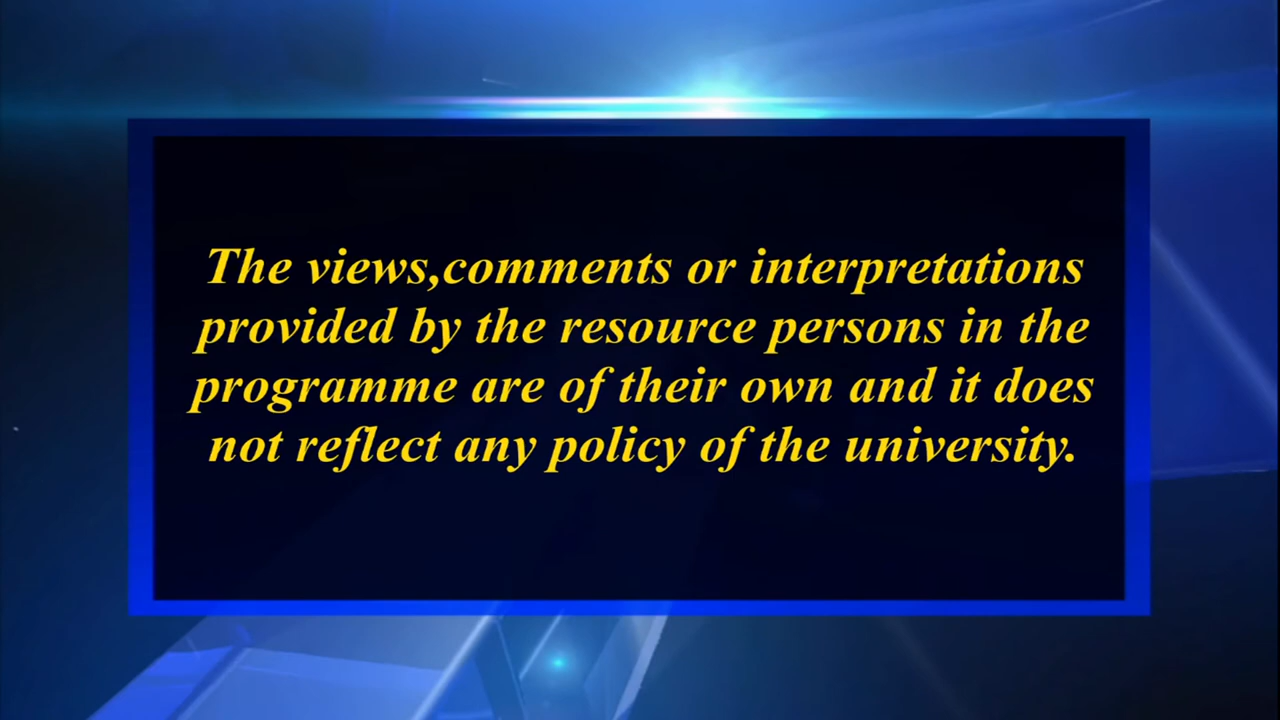 The views,comments or interpretations
provided by the resource persons in the
programme are of their own and it does
not reflect any policy of the university.